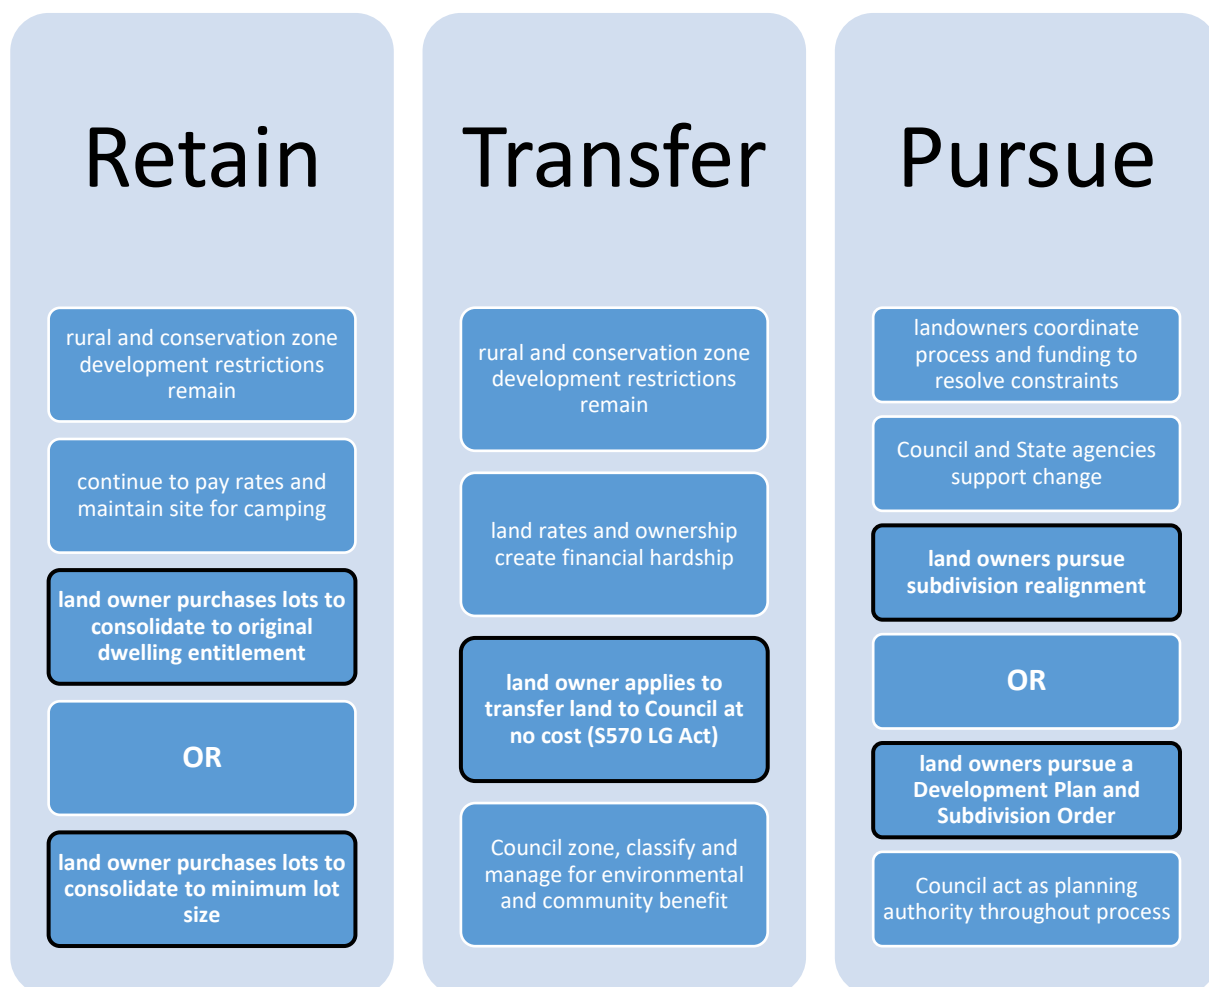 Retain
rural and conservation zone
development restrictions
remain
continue to pay rates and
maintain site for camping
land owner purchases lots to
consolidate to original
dwelling entitlement
OR
land owner purchases lots to
consolidate to minimum lot
size
Transfer
rural and conservation zone
development restrictions
remain
land rates and ownership
create financial hardship
land owner applies to
transfer land to Council at
no cost (S570 LG Act)
Council zone, classify and
manage for environmental
and community benefit
Pursue
landowners coordinate
process and funding to
resolve constraints
Council and State agencies
support change
land owners pursue
subdivision realignment
OR
land owners pursue a
Development Plan and
Subdivision Order
Council act as planning
authority throughout process